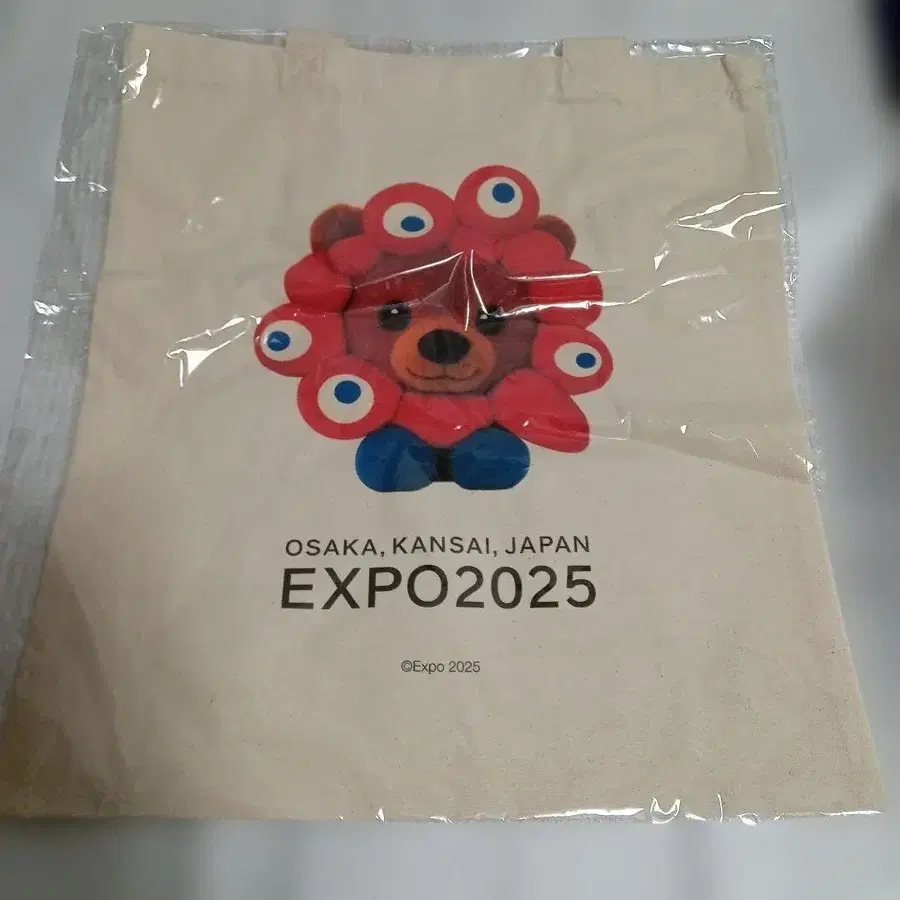 OSAKA, KANSAI, JAPAN
EXPO2025
©Expo 2025